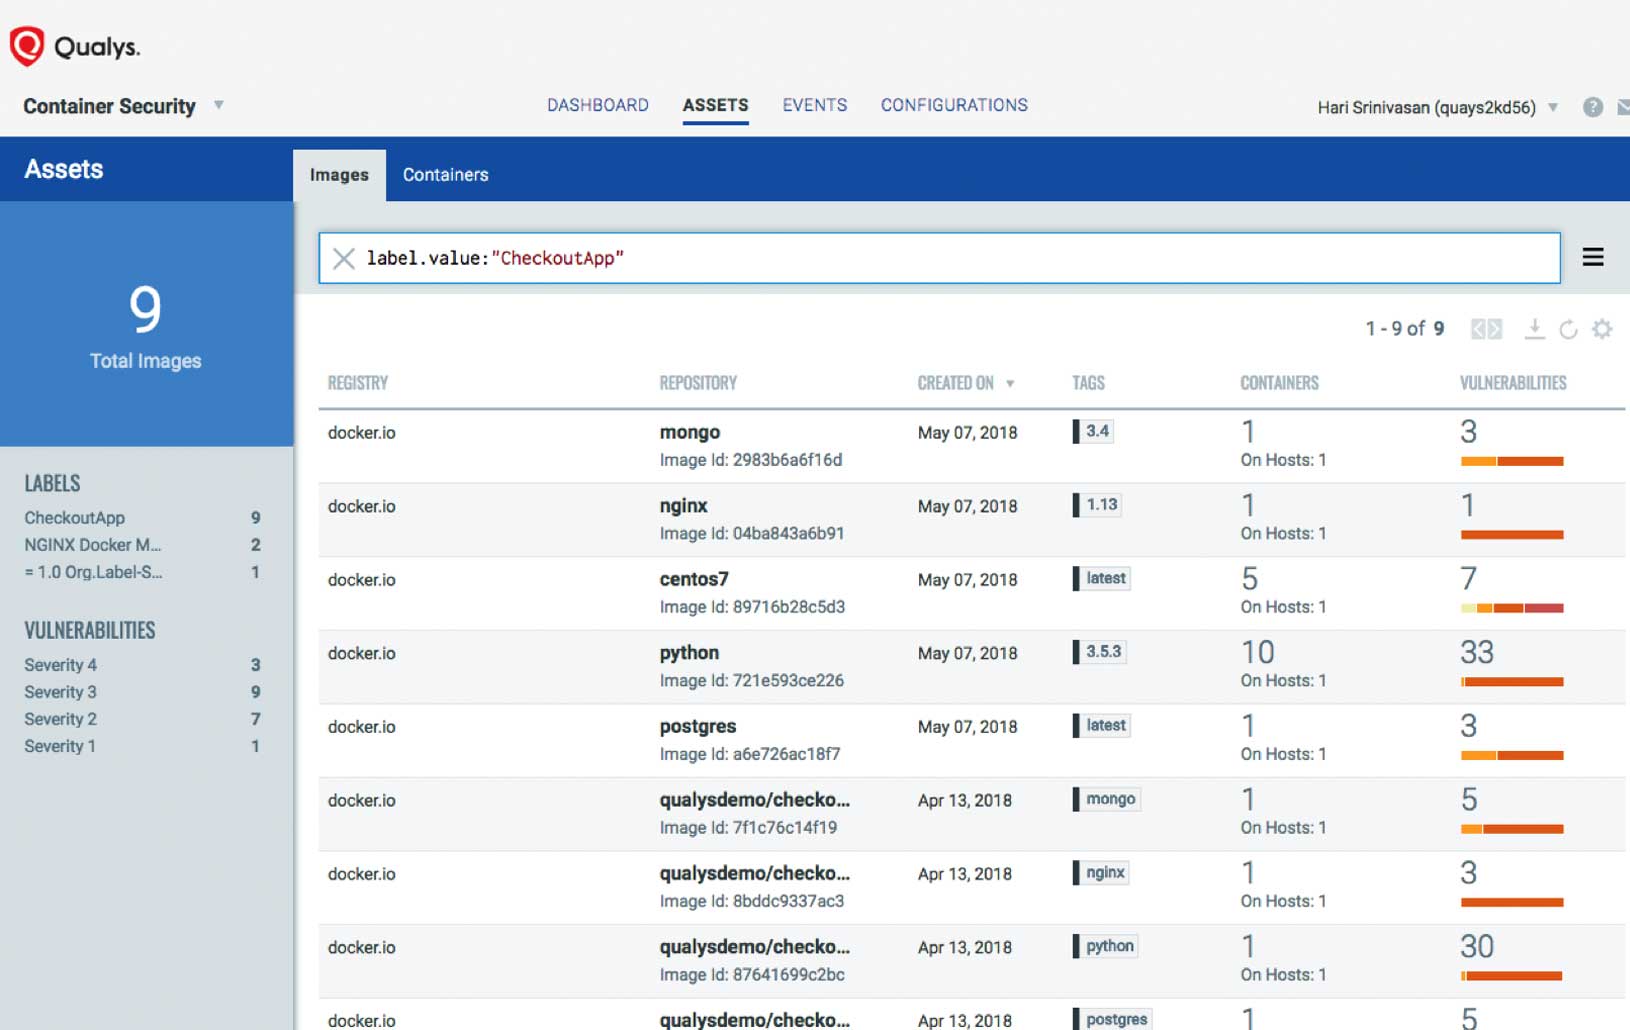 Qualys.
Container Security
DASHBOARD ASSETS EVENTS CONFIGURATIONS
Hari Srinivasan (quays2kd56)
?
Assets
Images Containers
9
Total Images
label.value:"CheckoutApp"
1 - 9 of 9
LABELS
CheckoutApp 9
NGINX Docker M... 2
= 1.0 Org.Label-S... 1
VULNERABILITIES
Severity 4 3
Severity 3 9
Severity 2 7
Severity 1 1
REGISTRY REPOSITORY CREATED ON TAGS CONTAINERS VULNERABILITIES
docker.io mongo May 07, 2018 3.4 1 3
Image Id: 2983b6a6f16d On Hosts: 1
docker.io nginx May 07, 2018 1.13 1 1
Image Id: 04ba843a6b91 On Hosts: 1
docker.io centos7 May 07, 2018 latest 5 7
Image Id: 89716b28c5d3 On Hosts: 1
docker.io python May 07, 2018 3.5.3 10 33
Image Id: 721e593ce226 On Hosts: 1
docker.io postgres May 07, 2018 latest 1 3
Image Id: a6e726ac18f7 On Hosts: 1
docker.io qualysdemo/checko... Apr 13, 2018 mongo 1 5
Image Id: 7f1c76c14f19 On Hosts: 1
docker.io qualysdemo/checko... Apr 13, 2018 nginx 1 3
Image Id: 8bddc9337ac3 On Hosts: 1
docker.io qualysdemo/checko... Apr 13, 2018 python 1 30
Image Id: 87641699c2bc On Hosts: 1
docker.io qualysdemo/checko... Apr 13, 2018 postgres 1 5